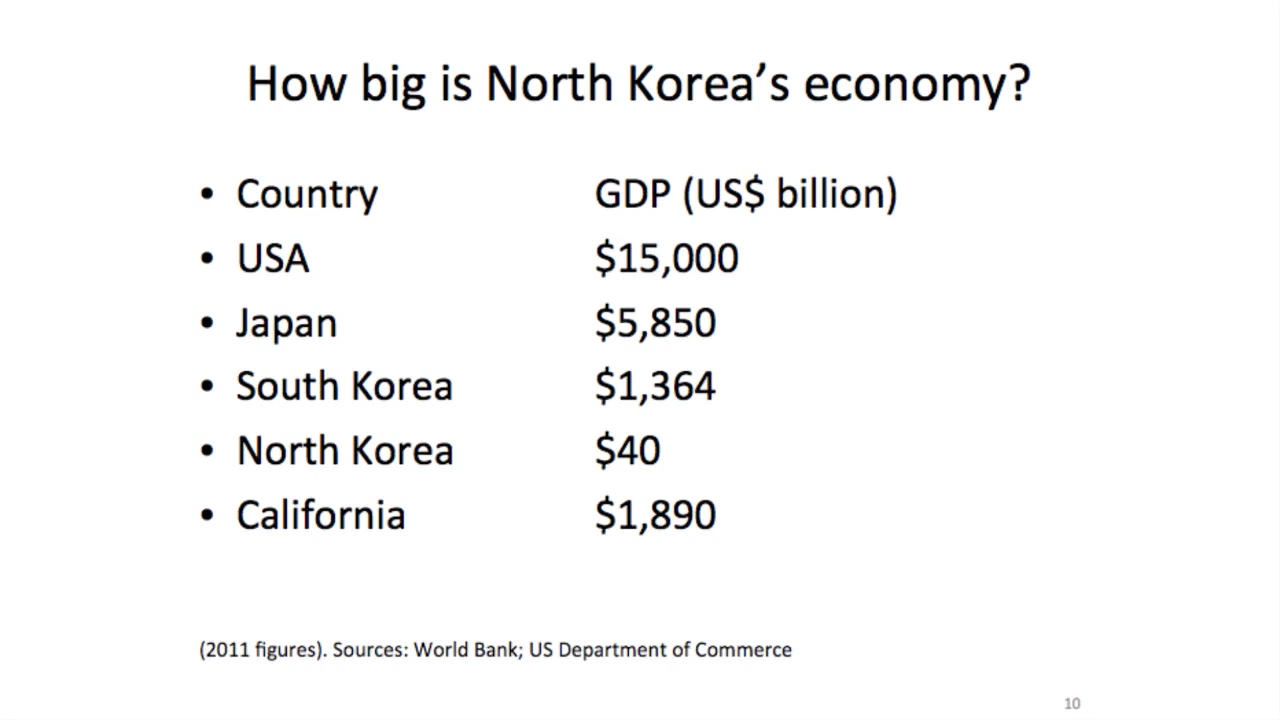 How big is North Korea’s economy?
• Country GDP (US$ billion)
• USA $15,000
• Japan $5,850
• South Korea $1,364
• North Korea $40
• California $1,890
(2011 figures). Sources: World Bank; US Department of Commerce
10